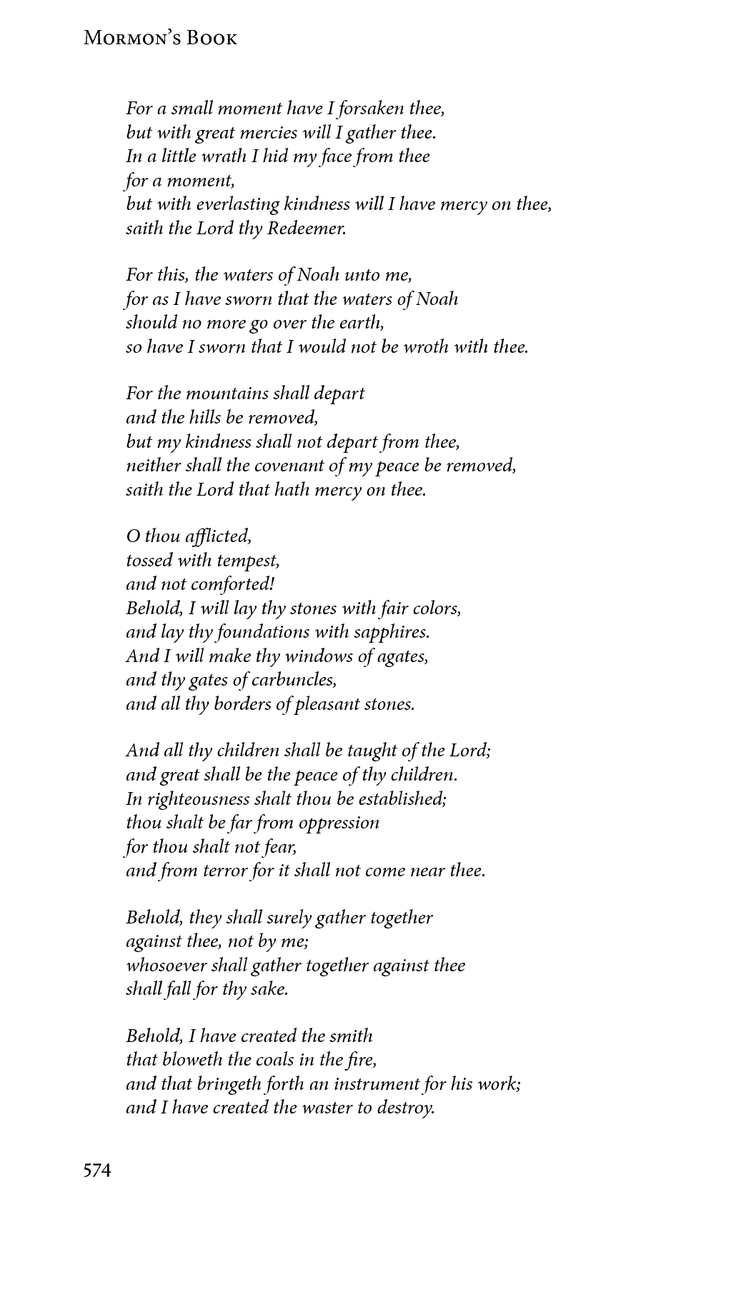 Mormon's Book
For a small moment have I forsaken thee,
but with great mercies will I gather thee.
In a little wrath I hid my face from thee
for a moment,
but with everlasting kindness will I have mercy on thee,
saith the Lord thy Redeemer.
For this, the waters of Noah unto me,
for as I have sworn that the waters of Noah
should no more go over the earth,
so have I sworn that I would not be wroth with thee.
For the mountains shall depart
and the hills be removed,
but my kindness shall not depart from thee,
neither shall the covenant of my peace be removed,
saith the Lord that hath mercy on thee.
O thou afflicted,
tossed with tempest,
and not comforted!
Behold, I will lay thy stones with fair colors,
and lay thy foundations with sapphires.
And I will make thy windows of agates,
and thy gates of carbuncles,
and all thy borders of pleasant stones.
And all thy children shall be taught of the Lord;
and great shall be the peace of thy children.
In righteousness shalt thou be established;
thou shalt be far from oppression
for thou shalt not fear,
and from terror for it shall not come near thee.
Behold, they shall surely gather together
against thee, not by me;
whosoever shall gather together against thee
shall fall for thy sake.
Behold, I have created the smith
that bloweth the coals in the fire,
and that bringeth forth an instrument for his work;
and I have created the waster to destroy.
574